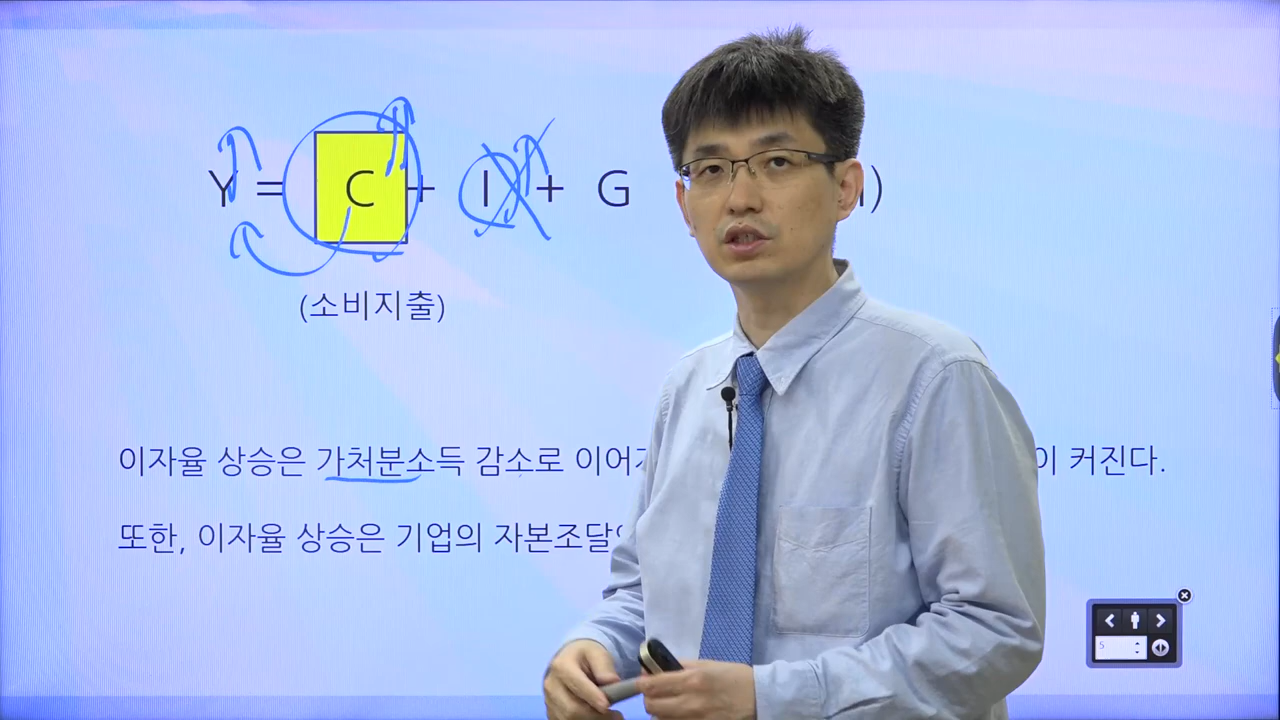 Y = C + I + G )
(소비지출)
이자율 상승은 가처분소득 감소로 이어 이 커진다.
또한, 이자율 상승은 기업의 자본조달
5